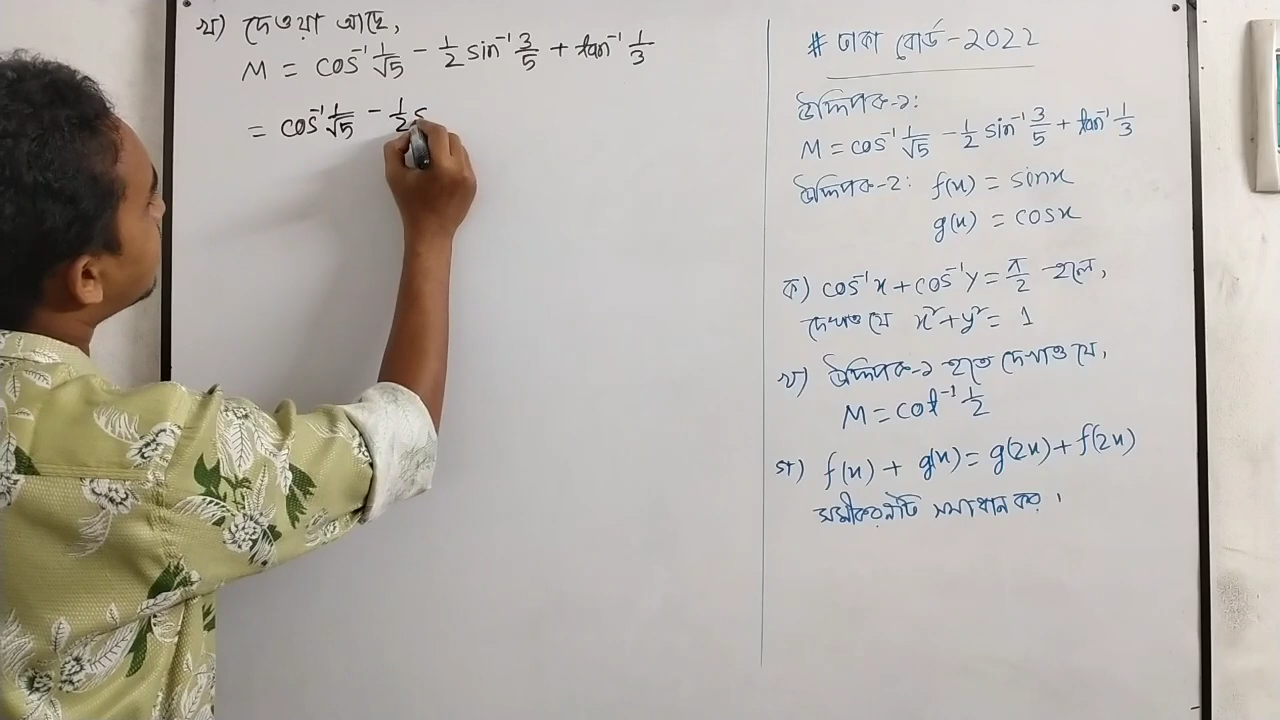 খ) দেওয়া আছে,
M = cos⁻¹ 1/√5 − 1/2 sin⁻¹ 3/5 + tan⁻¹ 1/3
= cos⁻¹ 1/√5 − 1/2 s
# ঢাকা বোর্ড - 2022
উদ্দিপক-১:
M = cos⁻¹ 1/√5 − 1/2 sin⁻¹ 3/5 + tan⁻¹ 1/3
উদ্দিপক-2: f(x) = sinx
g(x) = cosx
ক) cos⁻¹x + cos⁻¹y = π/2 হলে,
দেখাও যে x² + y² = 1
খ) উদ্দিপক-১ হতে দেখাও যে,
M = cot⁻¹ 1/2
গ) f(x) + g(x) = g(2x) + f(2x)
সমীকরণটি সমাধান কর।